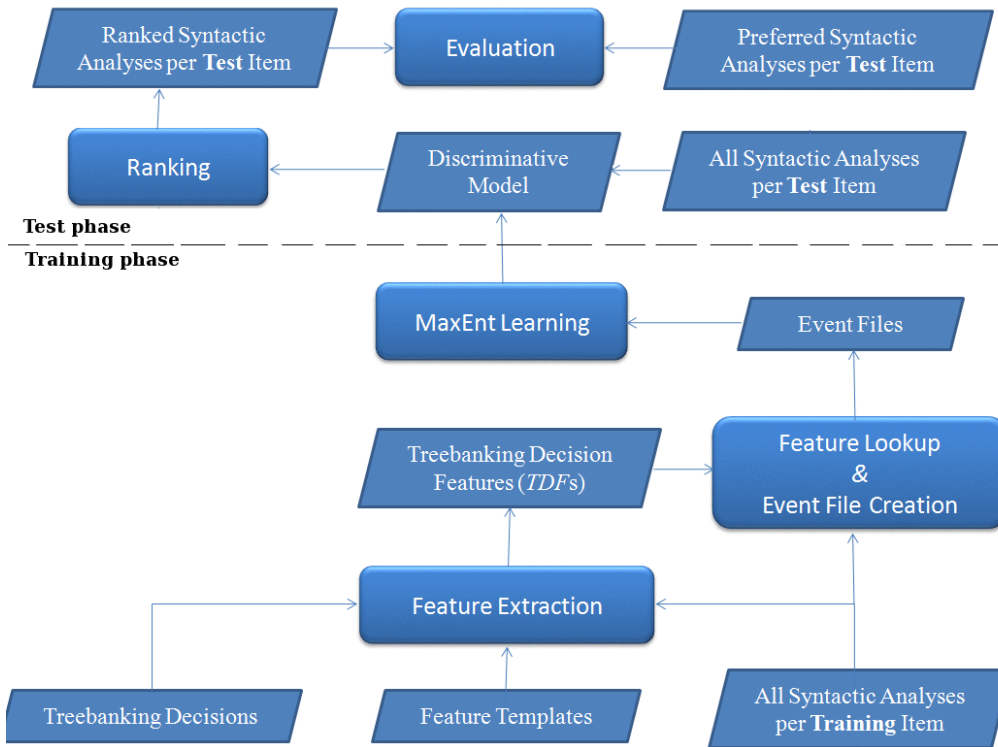 Ranked Syntactic
Analyses per Test Item
Evaluation
Preferred Syntactic
Analyses per Test Item
Ranking
Discriminative
Model
All Syntactic Analyses
per Test Item
Test phase
Training phase
MaxEnt Learning
Event Files
Treebanking Decision
Features (TDFs)
Feature Lookup
&
Event File Creation
Feature Extraction
Treebanking Decisions
Feature Templates
All Syntactic Analyses
per Training Item